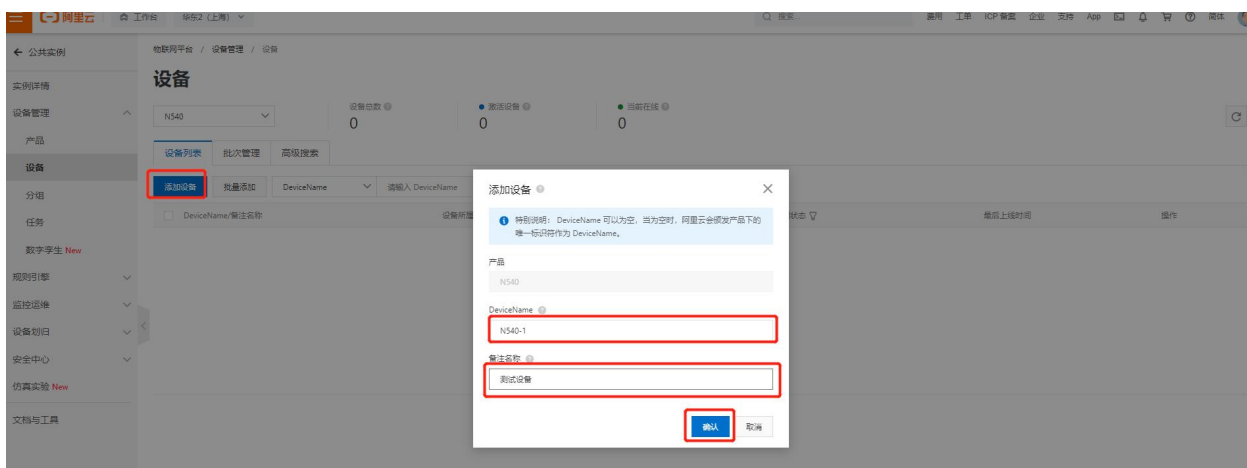 阿里云 工作台 华东2（上海） 搜索... 费用 工单 ICP 备案 企业 支持 App 简体
公共实例
物联网平台 / 设备管理 / 设备
设备
实例详情
设备管理
产品
设备
分组
任务
数字孪生 New
规则引擎
监控运维
设备划归
安全中心
仿真实验 New
文档与工具
N540
设备总数 激活设备 当前在线
0 0 0
设备列表 批次管理 高级搜索
添加设备 批量添加 DeviceName 请输入 DeviceName
DeviceName/备注名称 设备所属 状态 最后上线时间 操作
添加设备
特别说明： DeviceName 可以为空，当为空时，阿里云会颁发产品下的
唯一标识符作为 DeviceName。
产品
N540
DeviceName
N540-1
备注名称
测试设备
确认 取消